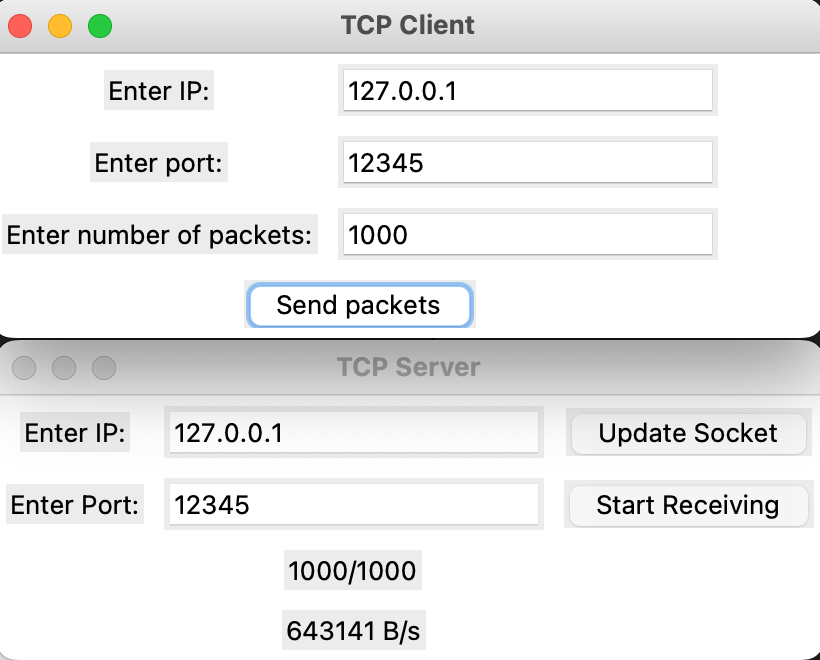 TCP Client
Enter IP: 127.0.0.1
Enter port: 12345
Enter number of packets: 1000
Send packets
TCP Server
Enter IP: 127.0.0.1 Update Socket
Enter Port: 12345 Start Receiving
1000/1000
643141 B/s